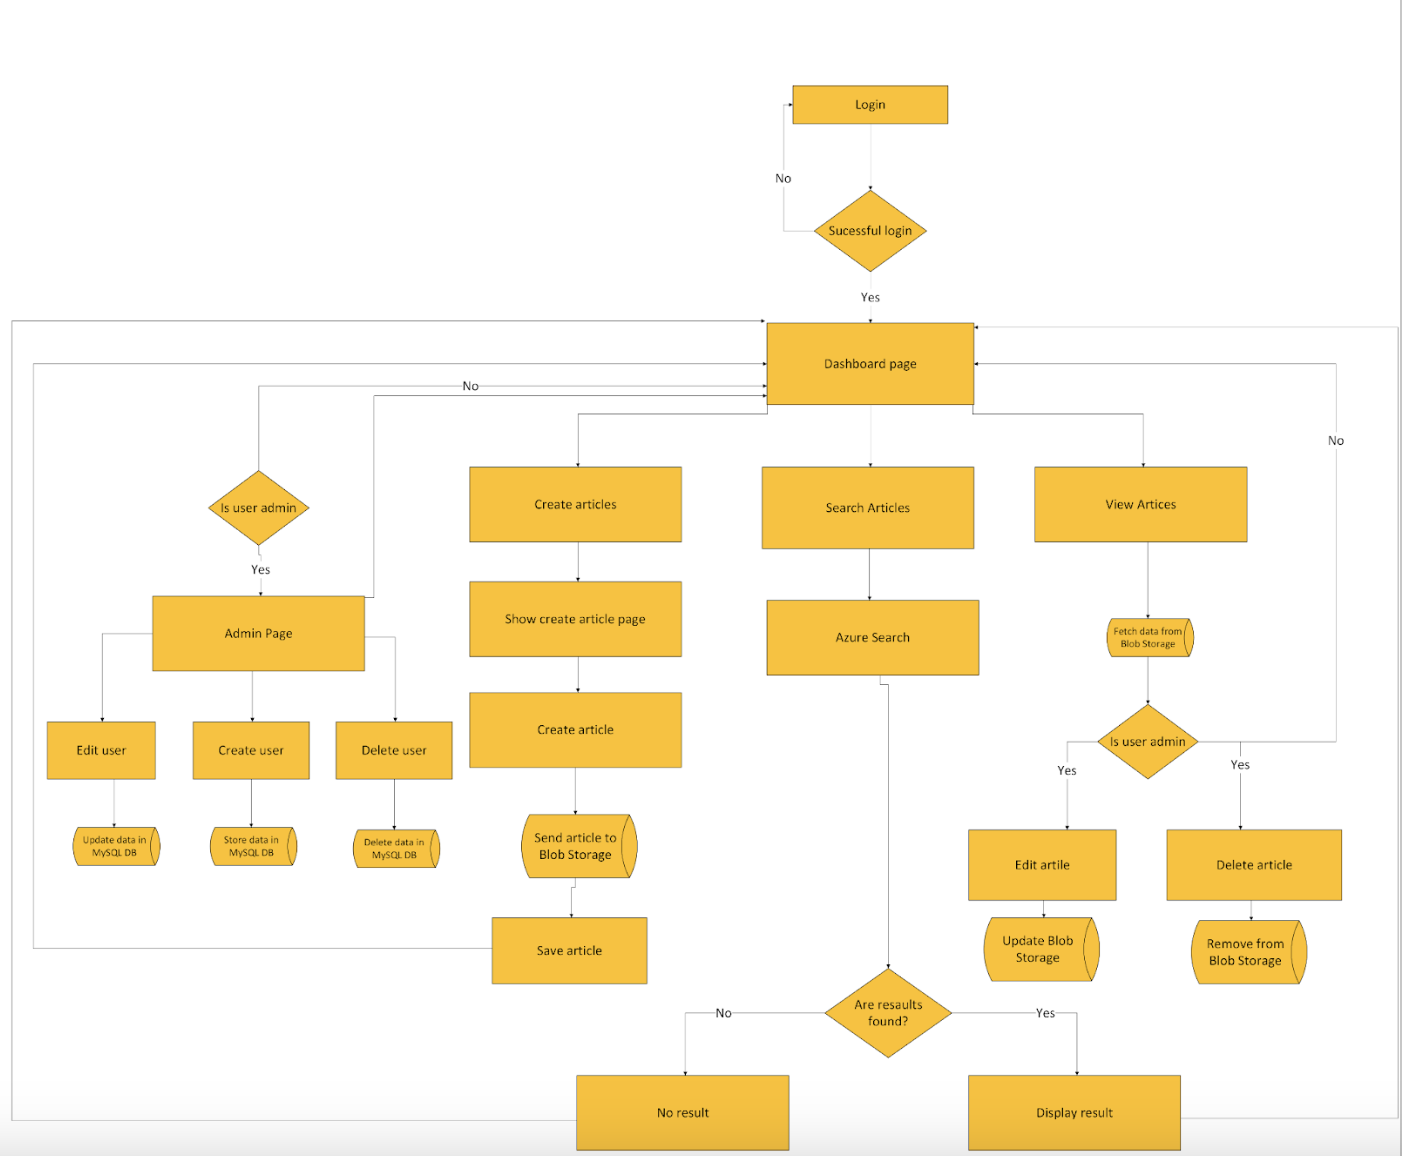 Login
No
Sucessful login
Yes
Dashboard page
No
No
Is user admin
Create articles
Search Articles
View Artices
Yes
Admin Page
Show create article page
Azure Search
Fetch data from
Blob Storage
Edit user
Create user
Delete user
Create article
Is user admin
Yes
Yes
Update data in
MySQL DB
Store data in
MySQL DB
Delete data in
MySQL DB
Send article to
Blob Storage
Edit artile
Delete article
Save article
Update Blob
Storage
Remove from
Blob Storage
Are resaults
found?
No
Yes
No result
Display result